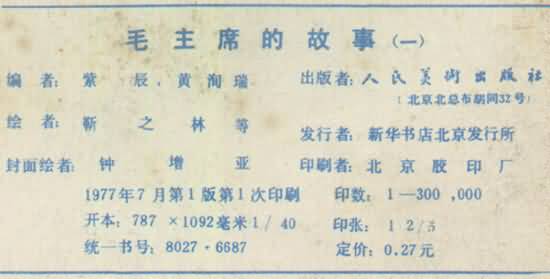 毛主席的故事(一)
编者: 紫 辰、黄洵瑞
绘者: 靳 之 林 等
封面绘者: 钟 增 亚
出版者: 人民美術出版社
(北京北总布胡同32号)
发行者: 新华书店北京发行所
印刷者: 北京胶印厂
1977年7月第1版第1次印刷
开本: 787×1092毫米1/40
统一书号: 8027·6687
印数: 1—300,000
印张: 1 2/5
定价: 0.27元